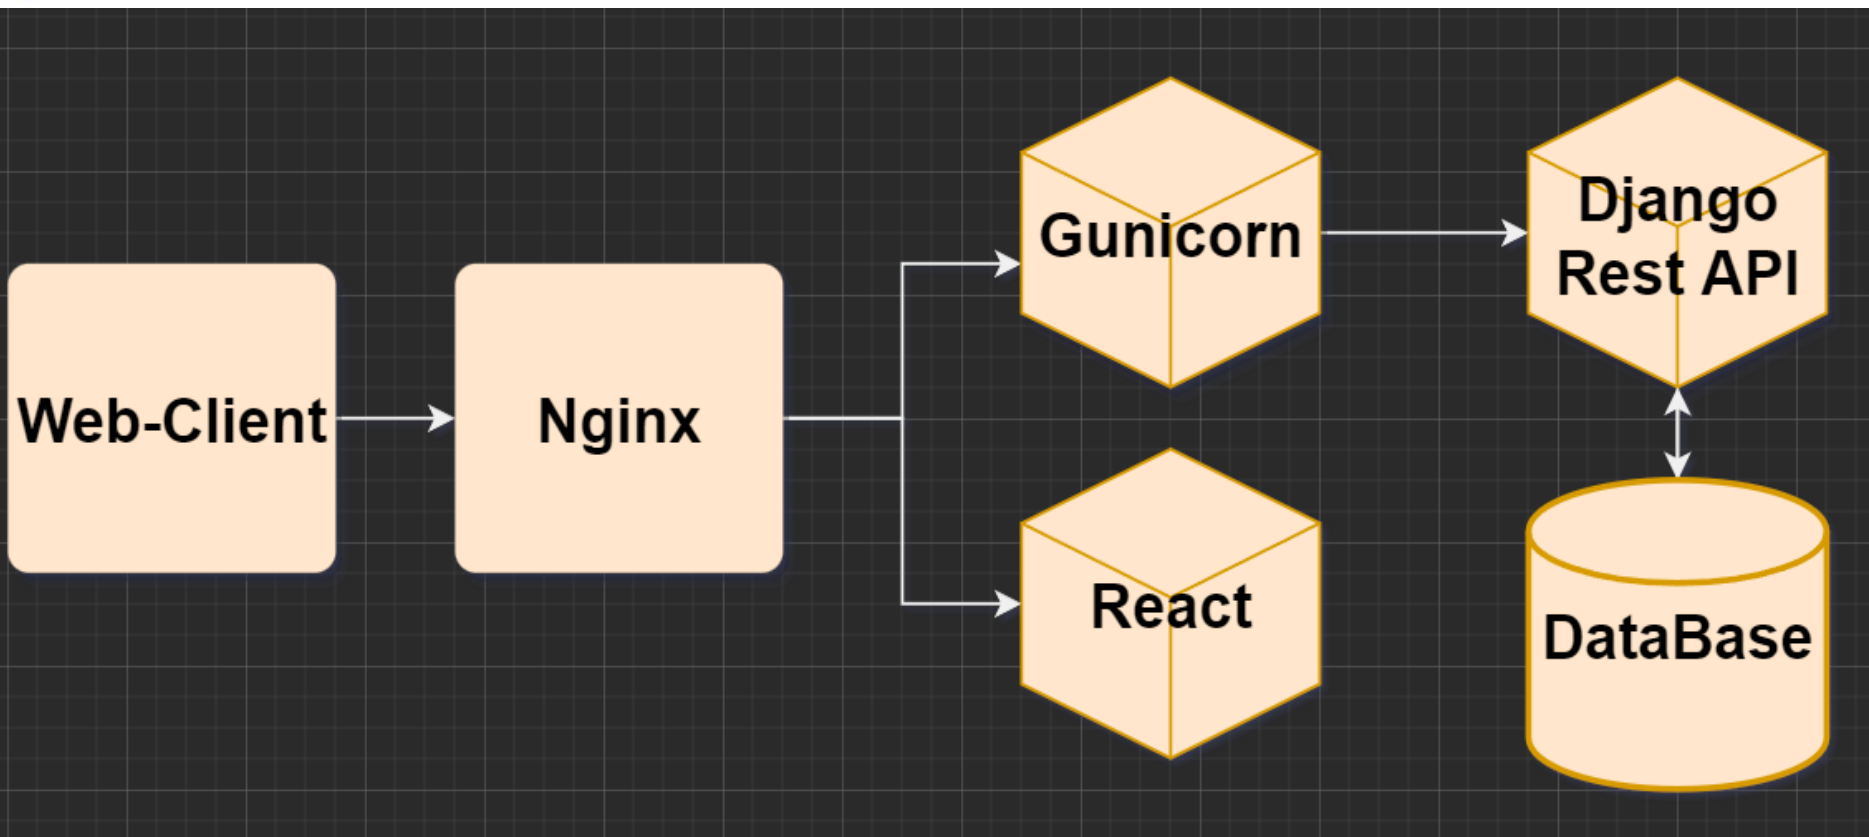 Web-Client
Nginx
Gunicorn
Django
Rest API
React
DataBase